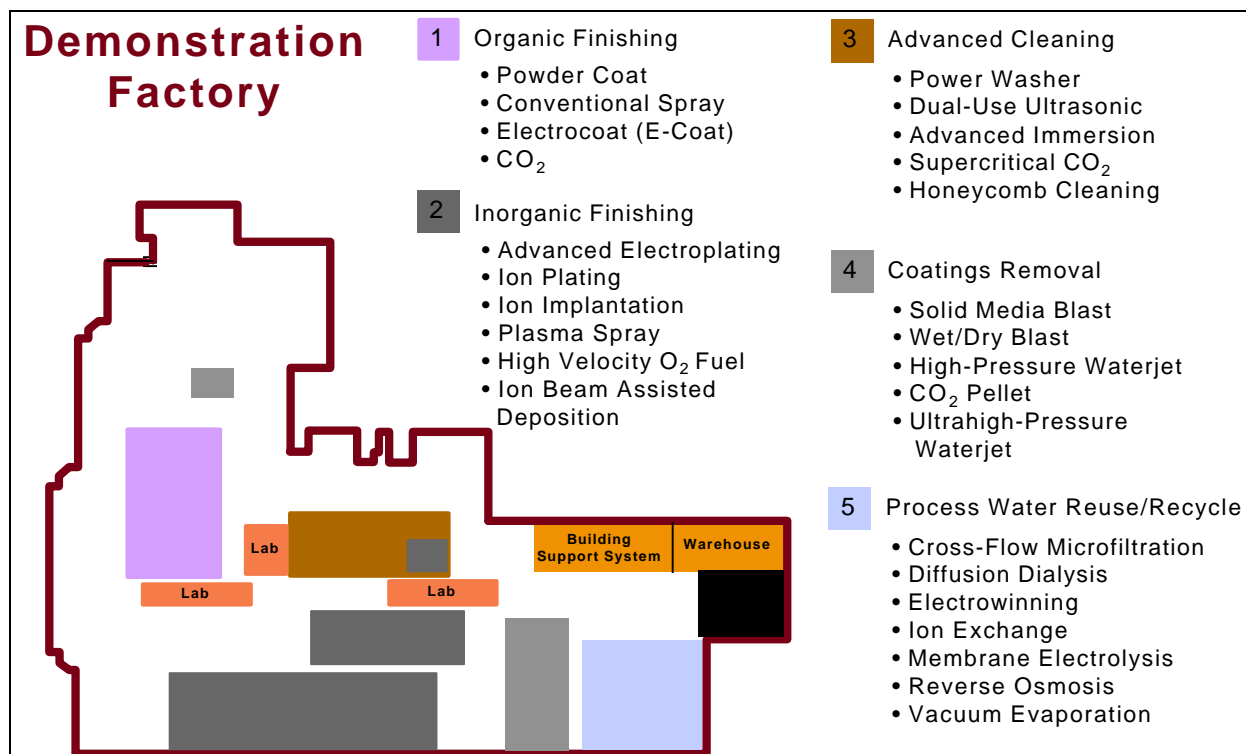 Demonstration
Factory
1 Organic Finishing
• Powder Coat
• Conventional Spray
• Electrocoat (E-Coat)
• CO₂
2 Inorganic Finishing
• Advanced Electroplating
• Ion Plating
• Ion Implantation
• Plasma Spray
• High Velocity O₂ Fuel
• Ion Beam Assisted
Deposition
3 Advanced Cleaning
• Power Washer
• Dual-Use Ultrasonic
• Advanced Immersion
• Supercritical CO₂
• Honeycomb Cleaning
4 Coatings Removal
• Solid Media Blast
• Wet/Dry Blast
• High-Pressure Waterjet
• CO₂ Pellet
• Ultrahigh-Pressure
Waterjet
5 Process Water Reuse/Recycle
• Cross-Flow Microfiltration
• Diffusion Dialysis
• Electrowinning
• Ion Exchange
• Membrane Electrolysis
• Reverse Osmosis
• Vacuum Evaporation
Lab
Lab
Lab
Building
Support System
Warehouse